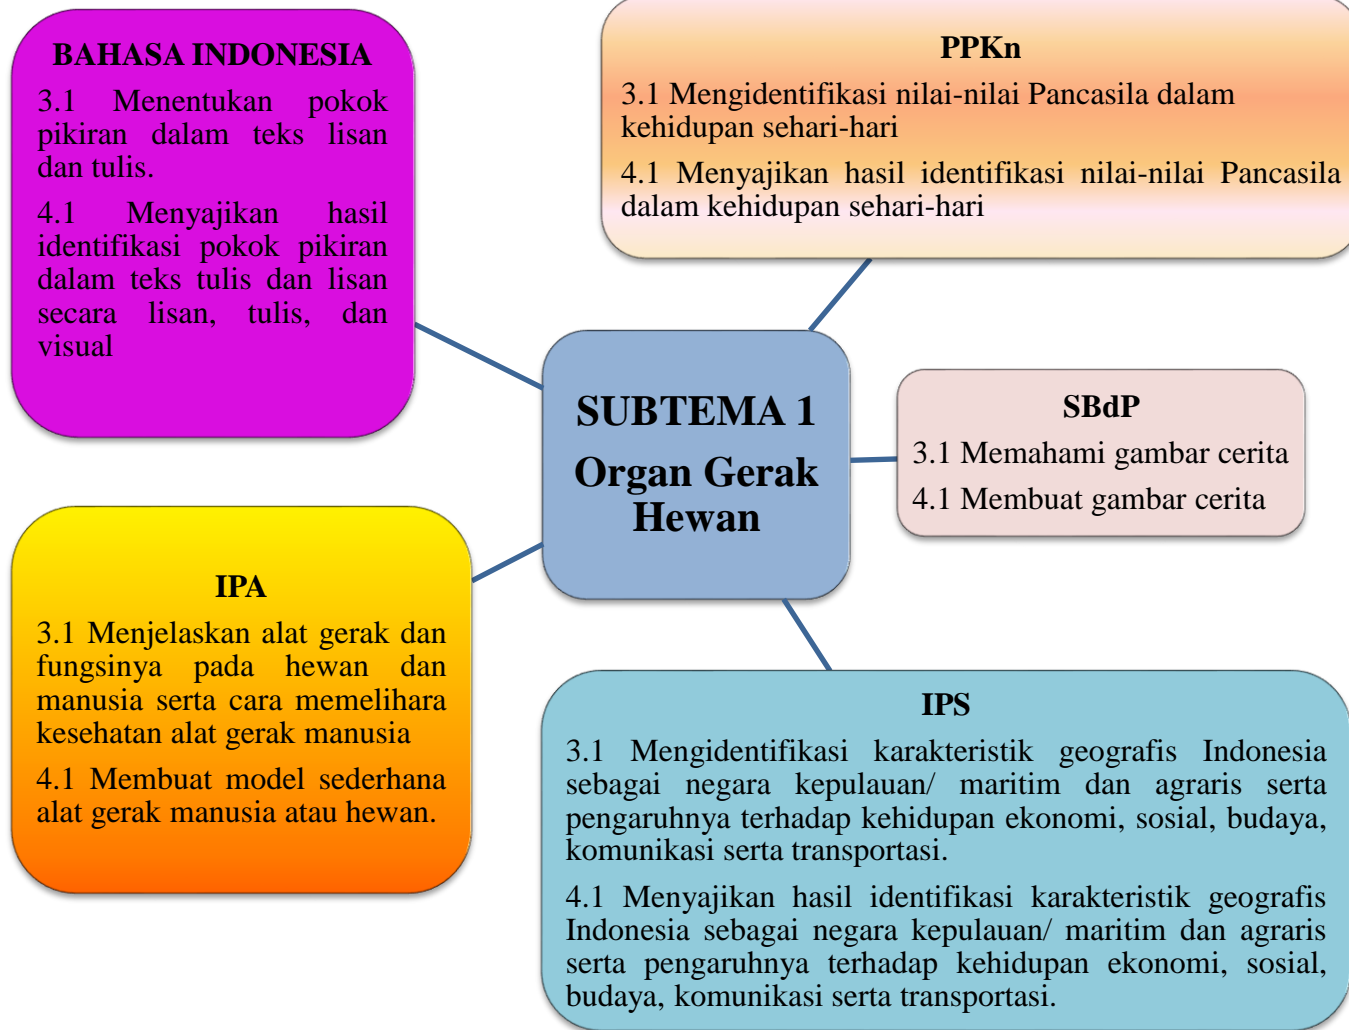 BAHASA INDONESIA
3.1 Menentukan pokok
pikiran dalam teks lisan
dan tulis.
4.1 Menyajikan hasil
identifikasi pokok pikiran
dalam teks tulis dan lisan
secara lisan, tulis, dan
visual
PPKn
3.1 Mengidentifikasi nilai-nilai Pancasila dalam
kehidupan sehari-hari
4.1 Menyajikan hasil identifikasi nilai-nilai Pancasila
dalam kehidupan sehari-hari
SUBTEMA 1
Organ Gerak
Hewan
SBdP
3.1 Memahami gambar cerita
4.1 Membuat gambar cerita
IPA
3.1 Menjelaskan alat gerak dan
fungsinya pada hewan dan
manusia serta cara memelihara
kesehatan alat gerak manusia
4.1 Membuat model sederhana
alat gerak manusia atau hewan.
IPS
3.1 Mengidentifikasi karakteristik geografis Indonesia
sebagai negara kepulauan/ maritim dan agraris serta
pengaruhnya terhadap kehidupan ekonomi, sosial, budaya,
komunikasi serta transportasi.
4.1 Menyajikan hasil identifikasi karakteristik geografis
Indonesia sebagai negara kepulauan/ maritim dan agraris
serta pengaruhnya terhadap kehidupan ekonomi, sosial,
budaya, komunikasi serta transportasi.